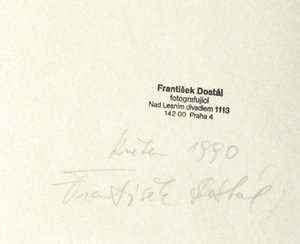 František Dostál
fotografující
Nad Lesním divadlem 1113
142 00 Praha 4
květen 1990
František Dostál